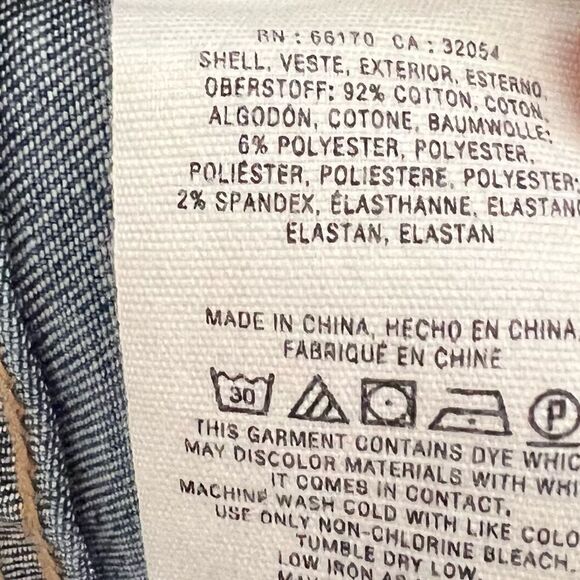 RN : 66170 CA : 32054
SHELL, VESTE, EXTERIOR, ESTERNO,
OBERSTOFF: 92% COTTON, COTON,
ALGODÓN, COTONE, BAUMWOLLE;
6% POLYESTER, POLYESTER,
POLIÉSTER, POLIESTERE, POLYESTER;
2% SPANDEX, ÉLASTHANNE, ELASTANO
ELASTAN, ELASTAN
MADE IN CHINA, HECHO EN CHINA,
FABRIQUÉ EN CHINE
30 P
THIS GARMENT CONTAINS DYE WHIC
MAY DISCOLOR MATERIALS WITH WHI
IT COMES IN CONTACT.
MACHINE WASH COLD WITH LIKE COLO
USE ONLY NON-CHLORINE BLEACH.
TUMBLE DRY LOW
LOW IRON
MAY